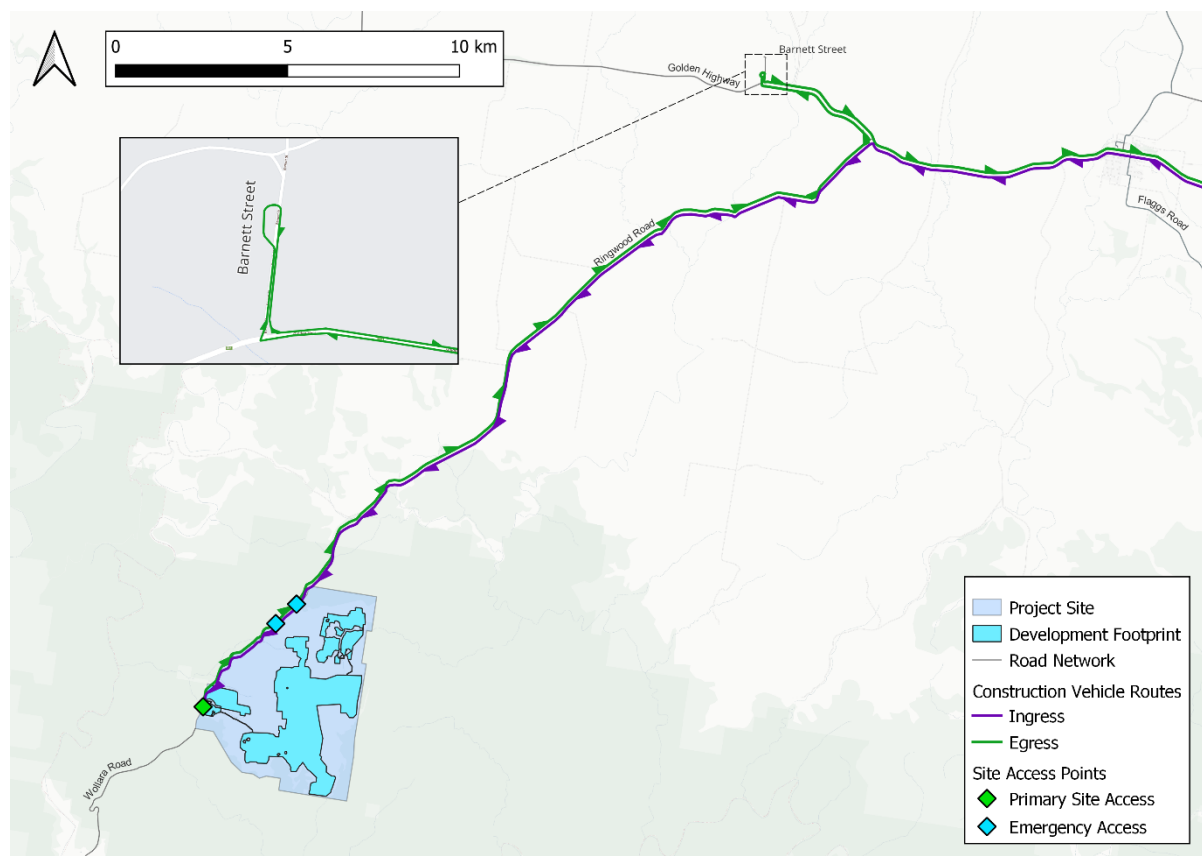 0 5 10 km
Barnett Street
Golden Highway
Barnett Street
Flaggs Road
Ringwood Road
Wollara Road
Project Site
Development Footprint
Road Network
Construction Vehicle Routes
Ingress
Egress
Site Access Points
Primary Site Access
Emergency Access